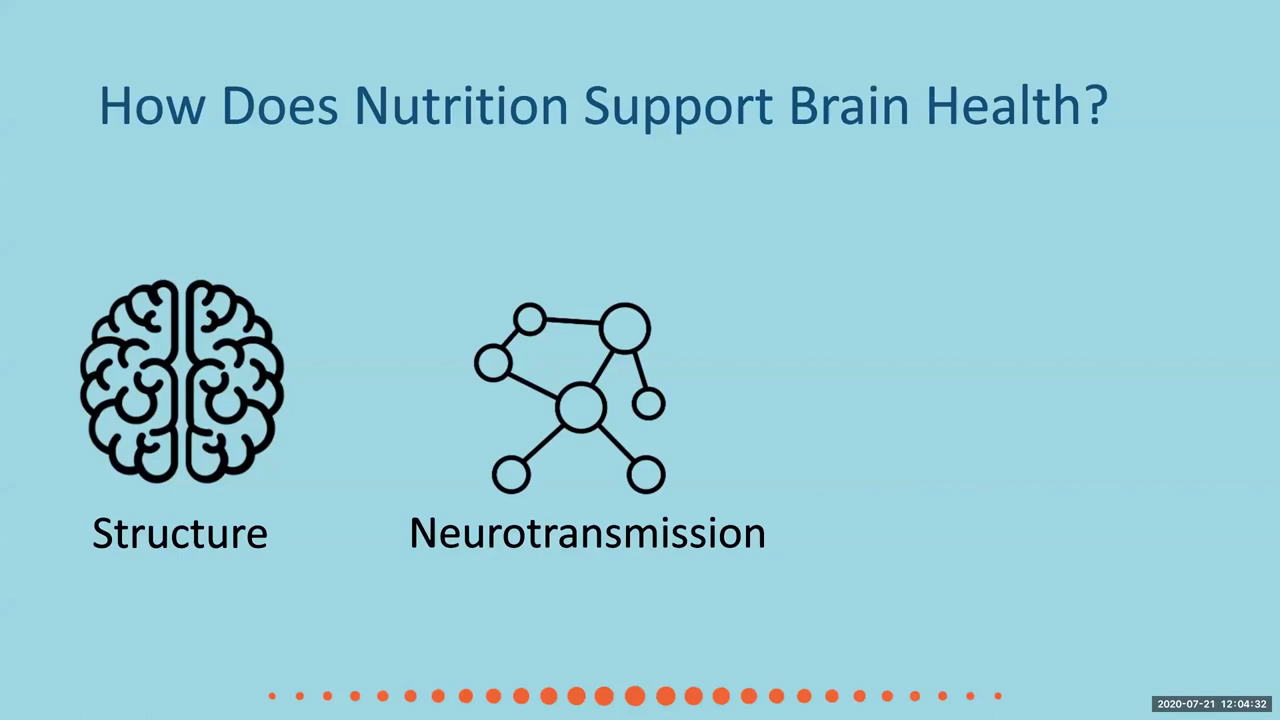 How Does Nutrition Support Brain Health?
Structure
Neurotransmission
2020-07-21 12:04:32